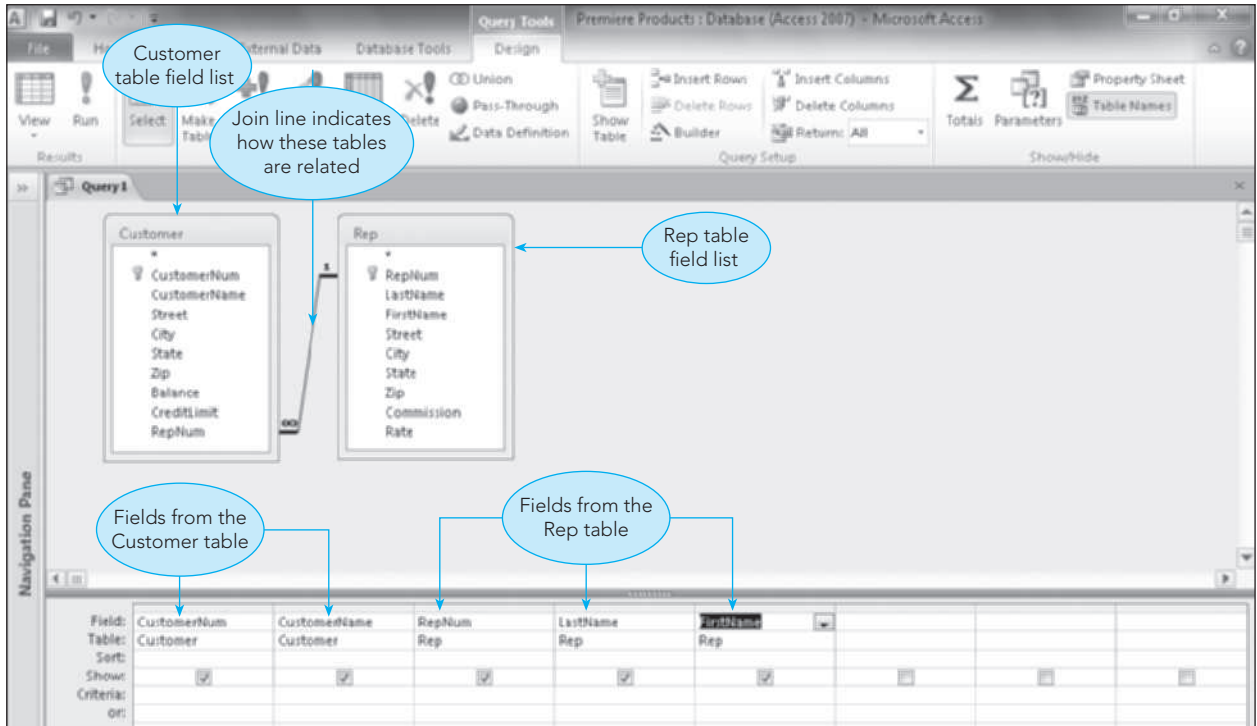 Query Tools
Premiere Products : Database (Access 2007) - Microsoft Access
File
External Data
Database Tools
Design
Customer
table field list
Join line indicates
how these tables
are related
View
Run
Select
Make
Delete
Union
Pass-Through
Data Definition
Show
Table
Insert Rows
Delete Rows
Builder
Insert Columns
Delete Columns
Return: All
Totals
Parameters
Property Sheet
Table Names
Results
Query Setup
Show/Hide
Query1
Customer
*
CustomerNum
CustomerName
Street
City
State
Zip
Balance
CreditLimit
RepNum
1
∞
Rep
*
RepNum
LastName
FirstName
Street
City
State
Zip
Commission
Rate
Rep table
field list
Navigation Pane
Fields from the
Customer table
Fields from the
Rep table
Field: CustomerNum CustomerName RepNum LastName FirstName
Table: Customer Customer Rep Rep Rep
Sort:
Show:
Criteria:
or: